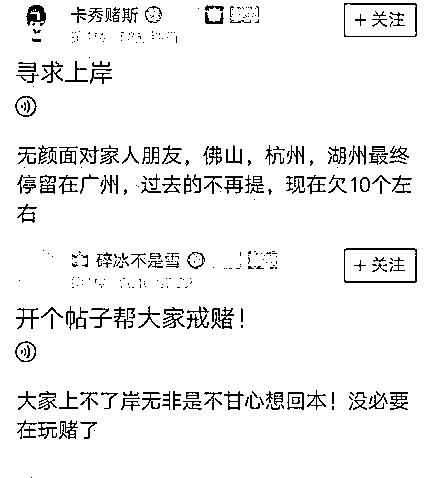 卡秀赌斯
+关注
寻求上岸
无颜面对家人朋友，佛山，杭州，湖州最终
停留在广州，过去的不再提，现在欠10个左
右
碎冰不是雪
+关注
开个帖子帮大家戒赌！
大家上不了岸无非是不甘心想回本！没必要
在玩赌了